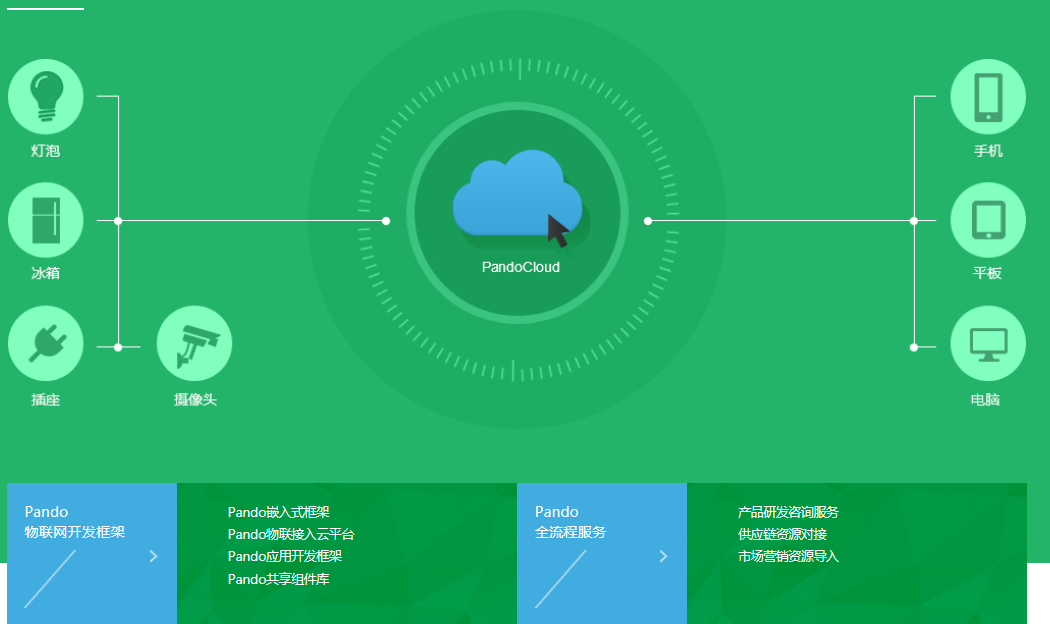 灯泡
冰箱
插座
摄像头
PandoCloud
手机
平板
电脑
Pando
物联网开发框架
Pando嵌入式框架
Pando物联接入云平台
Pando应用开发框架
Pando共享组件库
Pando
全流程服务
产品研发咨询服务
供应链资源对接
市场营销资源导入